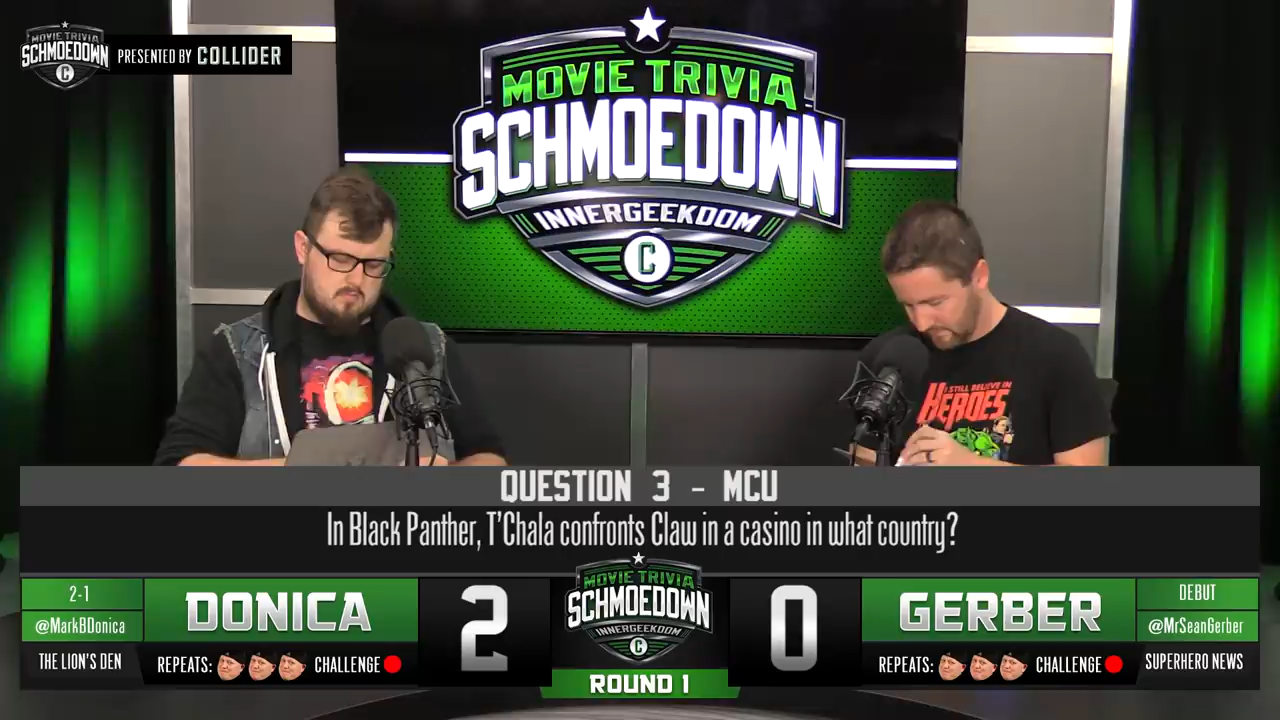 MOVIE TRIVIA
SCHMOEDOWN
C
PRESENTED BY COLLIDER
MOVIE TRIVIA
SCHMOEDOWN
INNERGEEKDOM
C
I STILL BELIEVE IN
HEROES
QUESTION 3 - MCU
In Black Panther, T'Chala confronts Claw in a casino in what country?
2-1
@MarkBDonica
THE LION'S DEN
DONICA
REPEATS:
CHALLENGE
2
MOVIE TRIVIA
SCHMOEDOWN
INNERGEEKDOM
C
ROUND 1
0
GERBER
REPEATS:
CHALLENGE
DEBUT
@MrSeanGerber
SUPERHERO NEWS